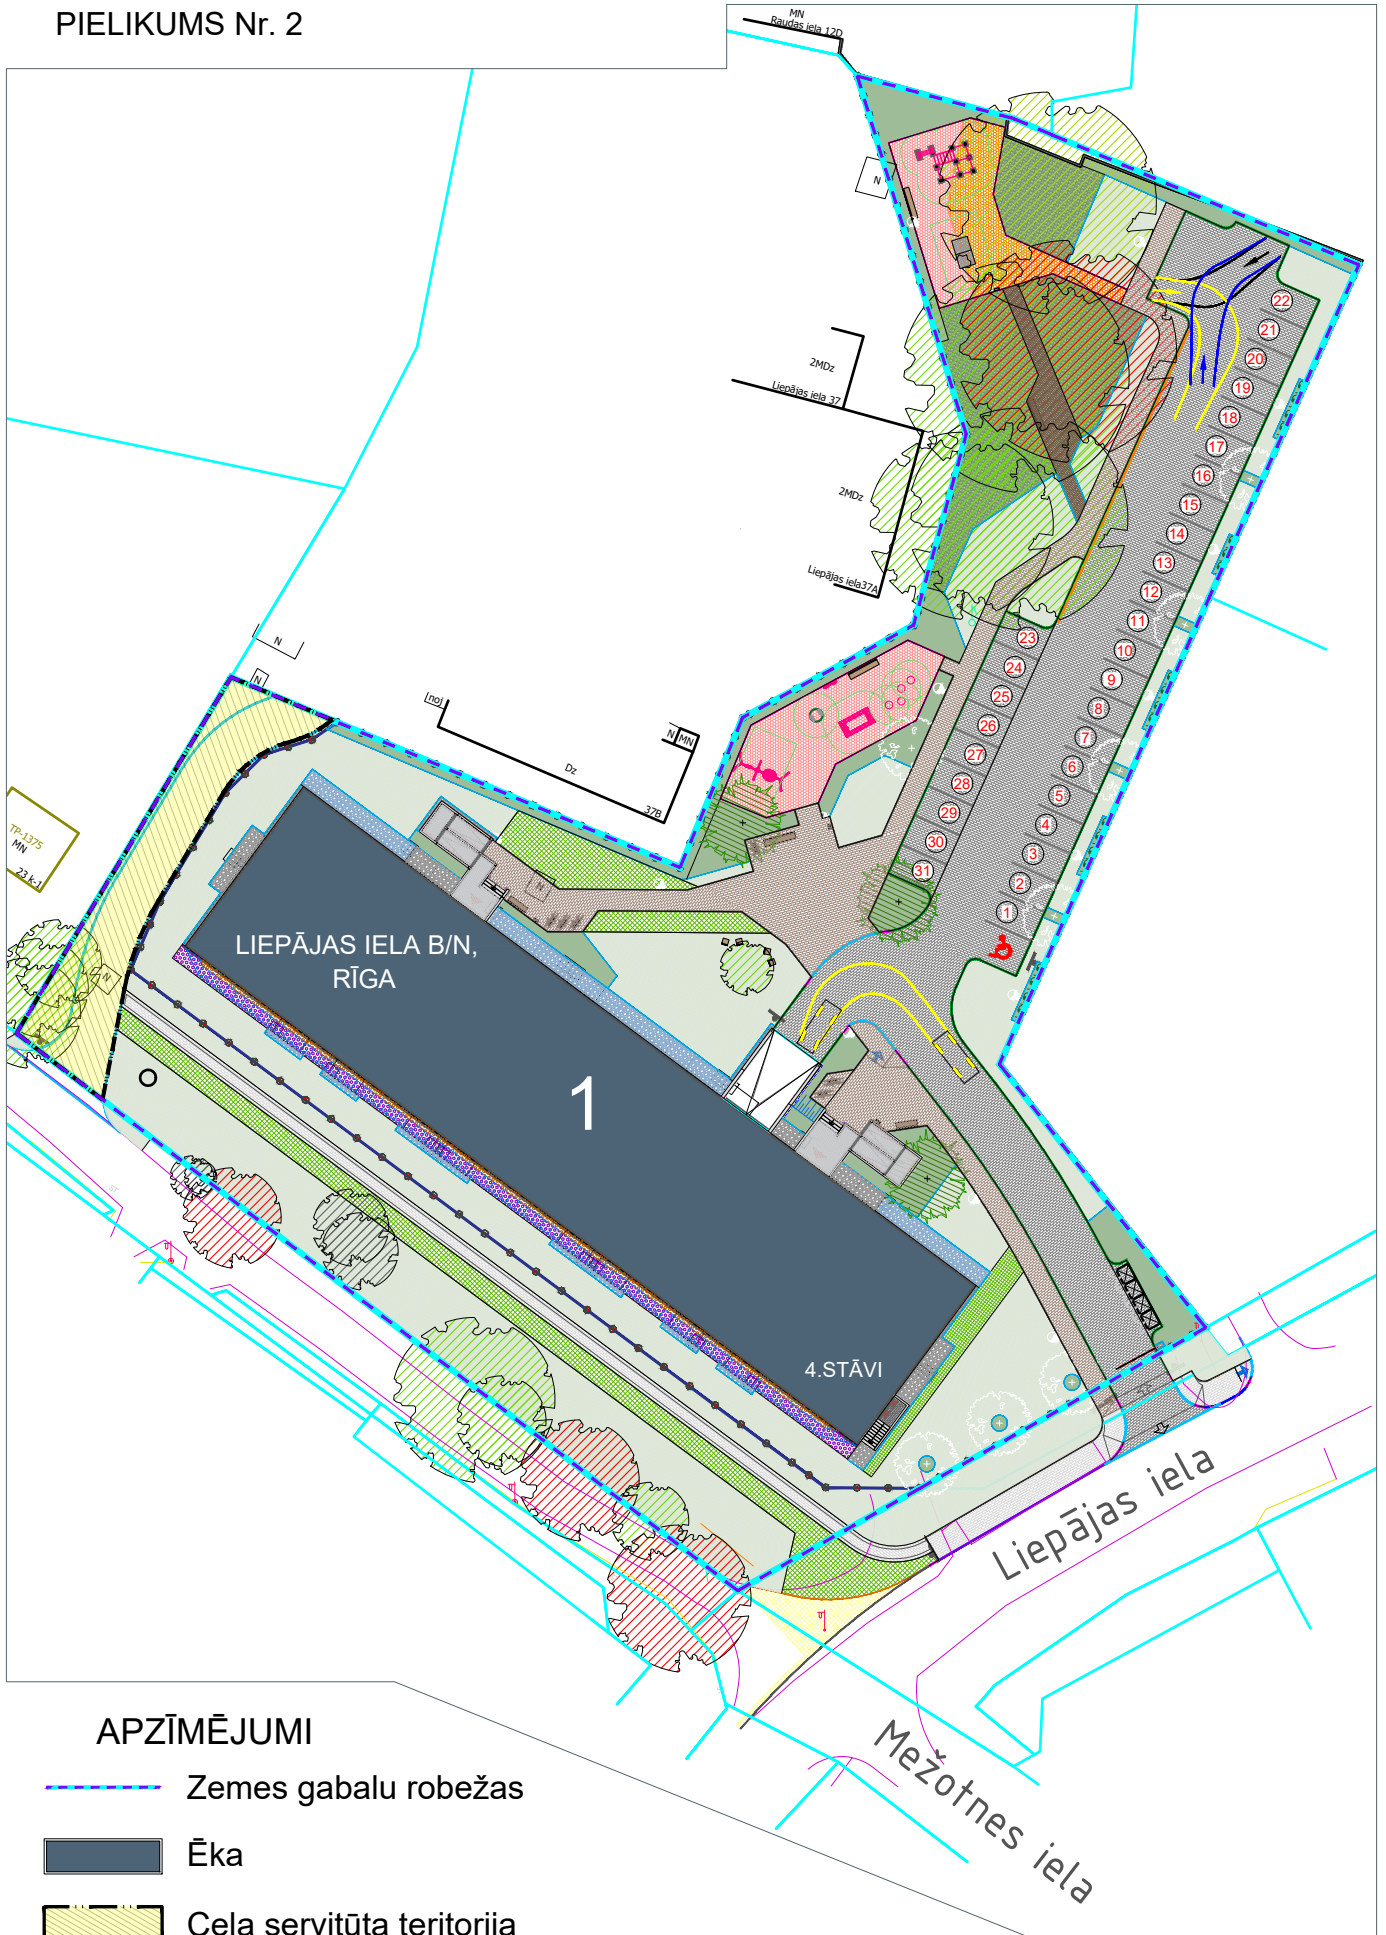 PIELIKUMS Nr. 2
MN
Raudas iela 12D
N
2MDz
Liepājas iela 37
2MDz
Liepājas iela37A
N
N
Dz
37B
N
MN
TP-1375
MN
23 k-1
N
N
22
21
20
19
18
17
16
15
14
13
12
11
10
9
8
7
6
5
4
3
2
1
23
24
25
26
27
28
29
30
31
LIEPĀJAS IELA B/N,
RĪGA
1
4.STĀVI
ST
Liepājas iela
Mežotnes iela
APZĪMĒJUMI
Zemes gabalu robežas
Ēka
Ceļa servitūta teritorija